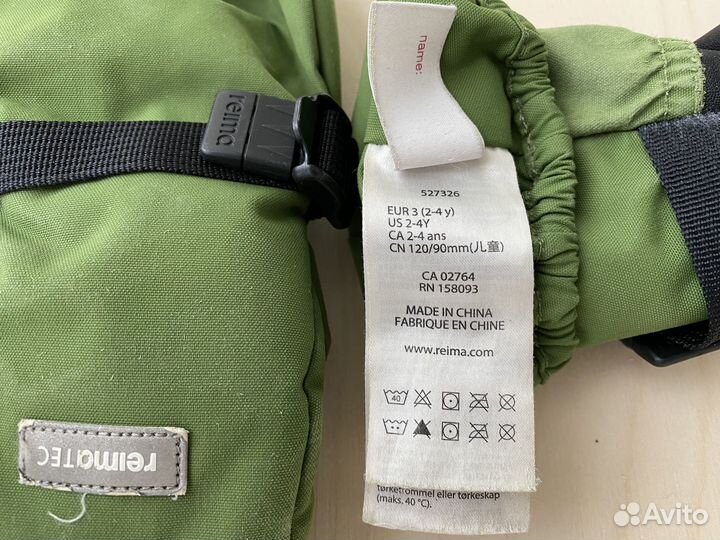 reima
name:
527326
EUR 3 (2-4 y)
US 2-4Y
CA 2-4 ans
CN 120/90mm(儿童)
CA 02764
RN 158093
MADE IN CHINA
FABRIQUE EN CHINE
www.reima.com
40
reimaTEC
tørketrommel eller tørkeskap
(maks. 40 °C).
Avito